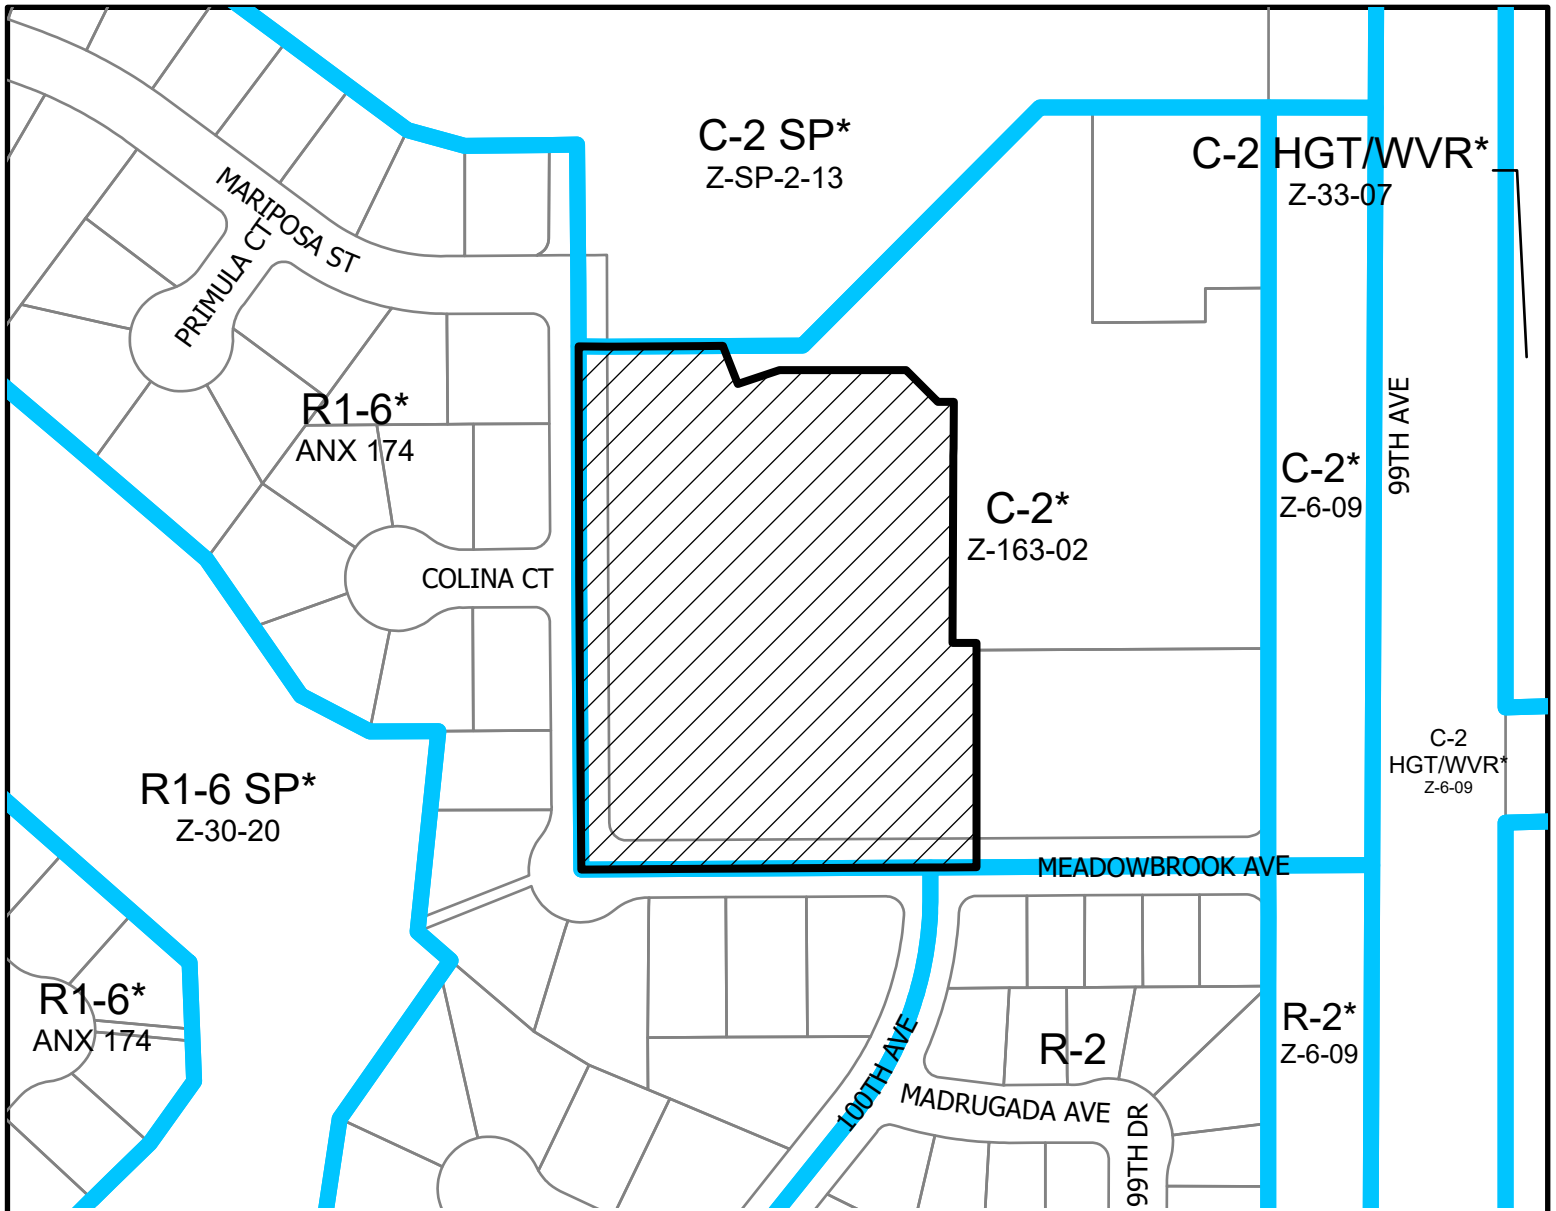 C-2 SP*
Z-SP-2-13
C-2 HGT/WVR*
Z-33-07
MARIPOSA ST
PRIMULA CT
R1-6*
ANX 174
99TH AVE
C-2*
Z-6-09
C-2*
Z-163-02
COLINA CT
C-2
HGT/WVR*
Z-6-09
R1-6 SP*
Z-30-20
MEADOWBROOK AVE
R1-6*
ANX 174
R-2*
Z-6-09
R-2
100TH AVE
MADRUGADA AVE
99TH DR